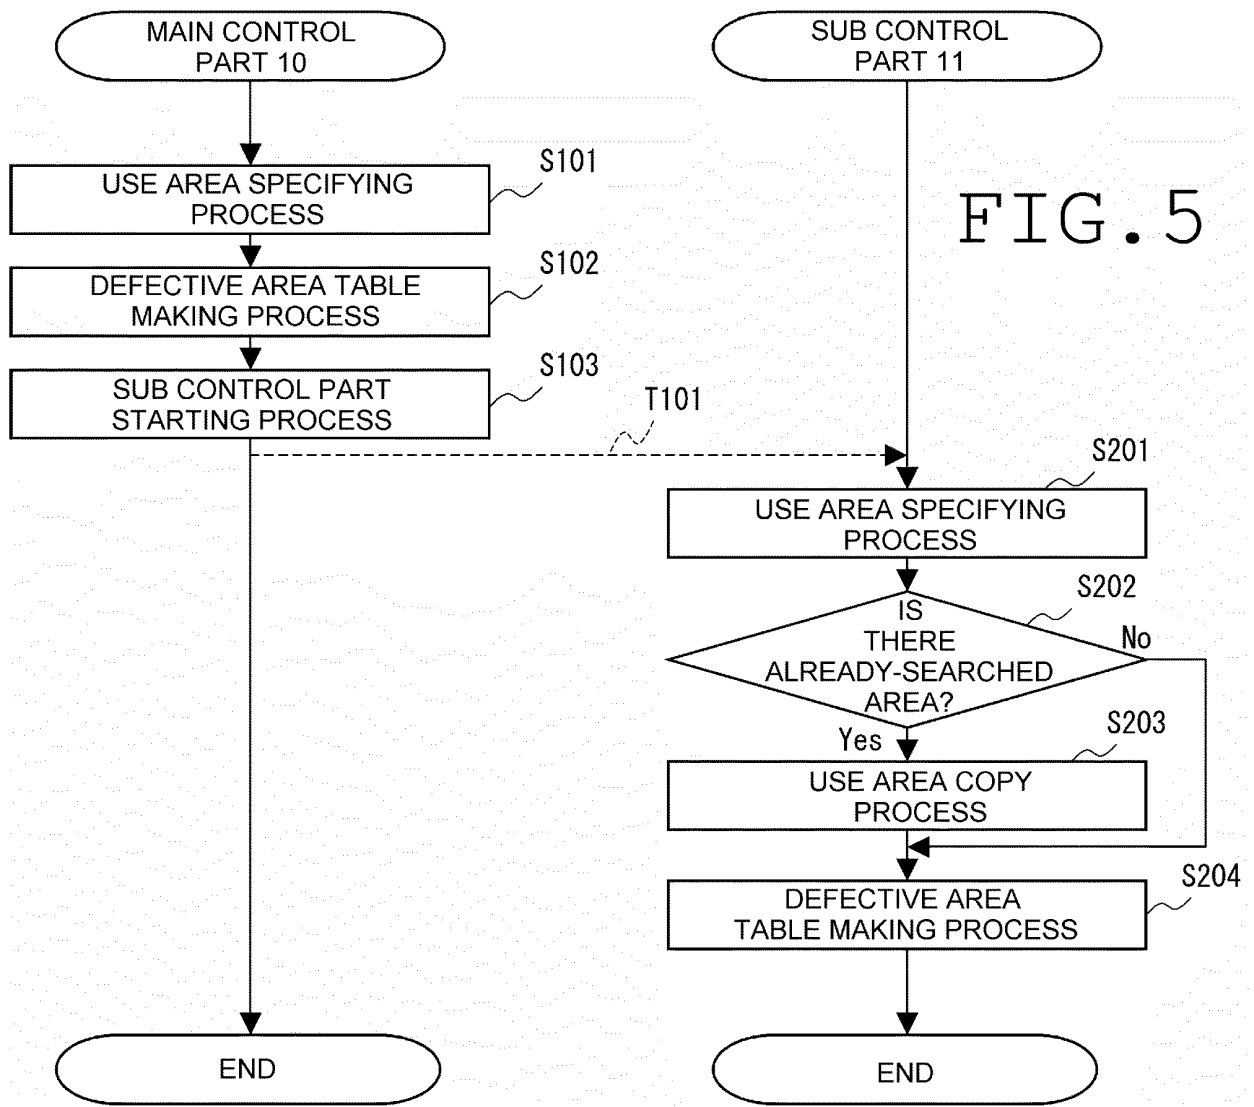 MAIN CONTROL
PART 10
S101
USE AREA SPECIFYING
PROCESS
S102
DEFECTIVE AREA TABLE
MAKING PROCESS
S103
SUB CONTROL PART
STARTING PROCESS
T101
END
SUB CONTROL
PART 11
FIG.5
S201
USE AREA SPECIFYING
PROCESS
S202
IS
THERE
ALREADY-SEARCHED
AREA?
No
Yes
S203
USE AREA COPY
PROCESS
S204
DEFECTIVE AREA
TABLE MAKING PROCESS
END